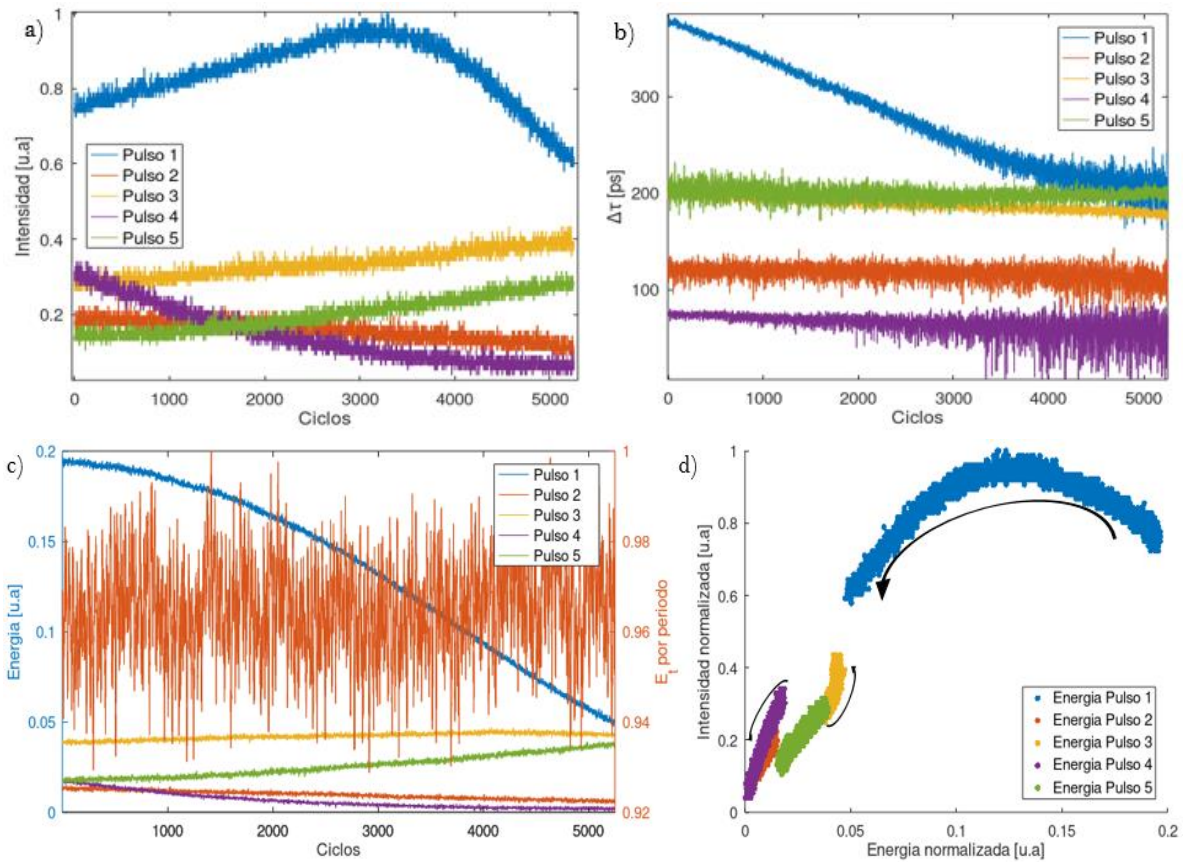 a)
1
0.8
0.6
0.4
0.2
Intensidad [u.a]
Pulso 1
Pulso 2
Pulso 3
Pulso 4
Pulso 5
0 1000 2000 3000 4000 5000
Ciclos
b)
300
200
100
Δτ [ps]
Pulso 1
Pulso 2
Pulso 3
Pulso 4
Pulso 5
0 1000 2000 3000 4000 5000
Ciclos
c)
0.2
0.15
0.1
0.05
0
Energia [u.a]
Pulso 1
Pulso 2
Pulso 3
Pulso 4
Pulso 5
1
0.98
0.96
0.94
0.92
E_t por periodo
1000 2000 3000 4000 5000
Ciclos
d)
1
0.8
0.6
0.4
0.2
0
Intensidad normalizada [u.a]
Energia Pulso 1
Energia Pulso 2
Energia Pulso 3
Energia Pulso 4
Energia Pulso 5
0 0.05 0.1 0.15 0.2
Energia normalizada [u.a]